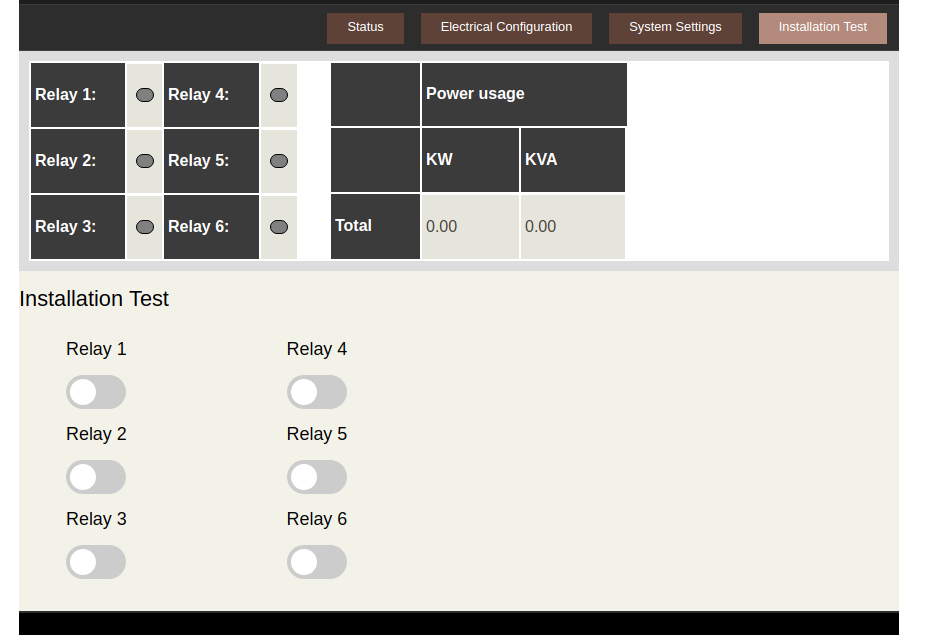 Status Electrical Configuration System Settings Installation Test
Relay 1: Relay 4: Power usage
Relay 2: Relay 5: KW KVA
Relay 3: Relay 6: Total 0.00 0.00
Installation Test
Relay 1 Relay 4
Relay 2 Relay 5
Relay 3 Relay 6